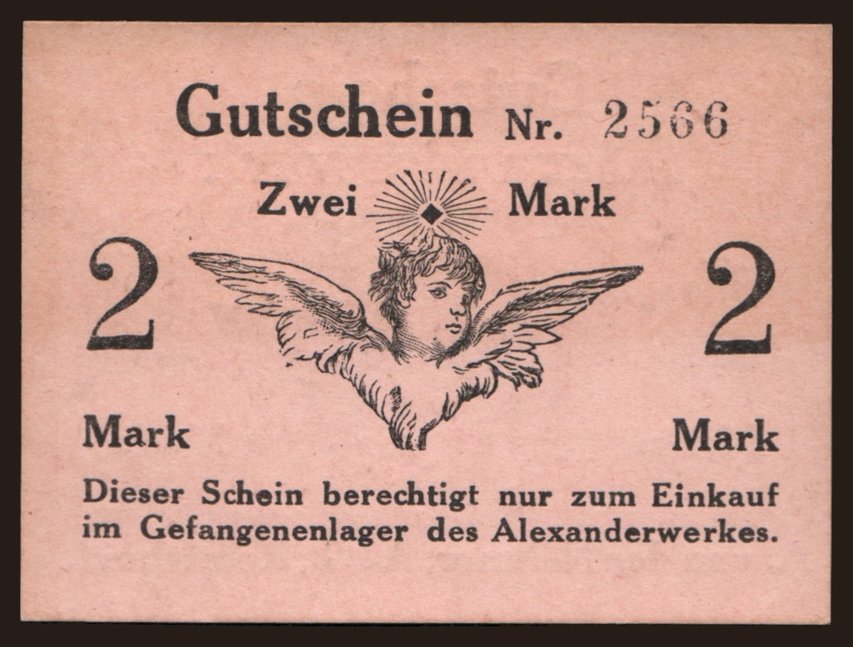 Gutschein Nr. 2566
Zwei Mark
2 2
Mark Mark
Dieser Schein berechtigt nur zum Einkauf
im Gefangenenlager des Alexanderwerkes.